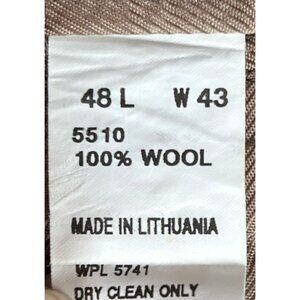 48 L W 43
5510
100% WOOL
MADE IN LITHUANIA
WPL 5741
DRY CLEAN ONLY